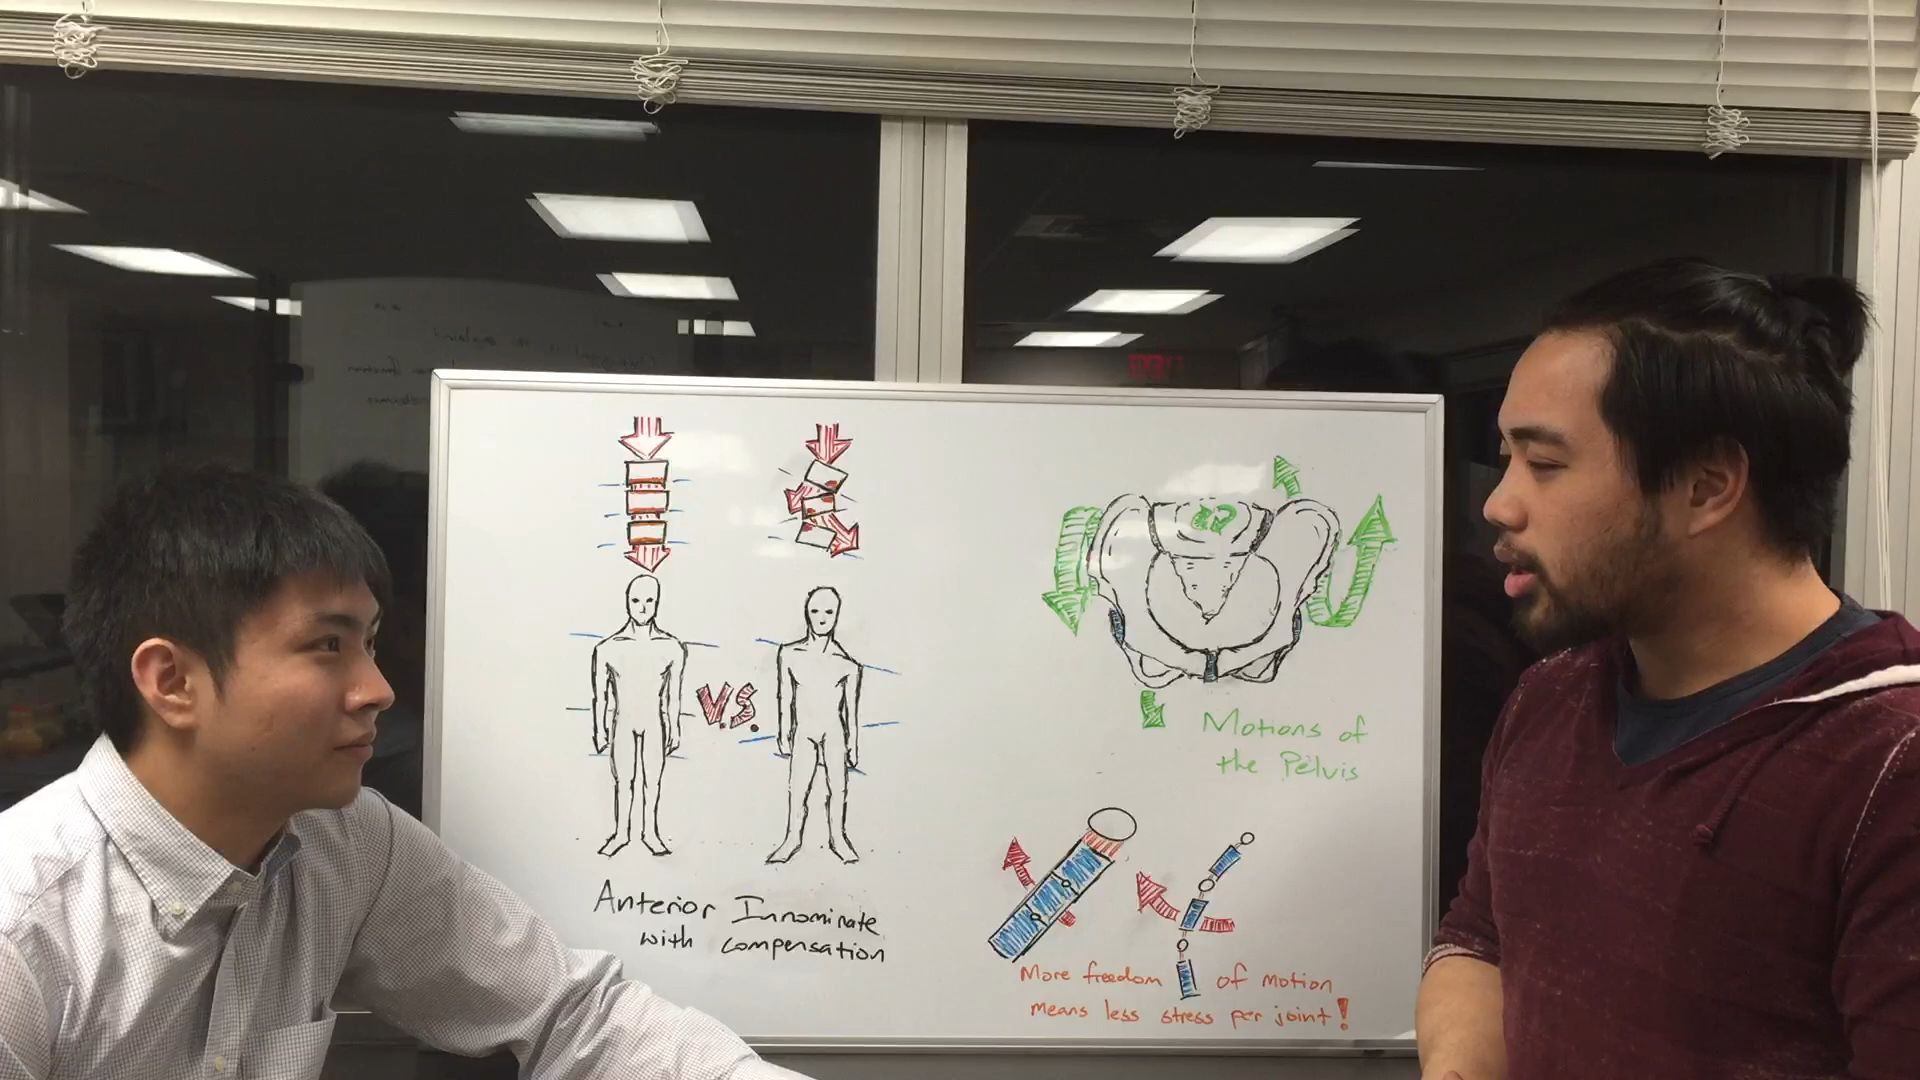 V.S.
Anterior Innominate
with compensation
Motions of
the Pelvis
More freedom of motion
means less stress per joint!